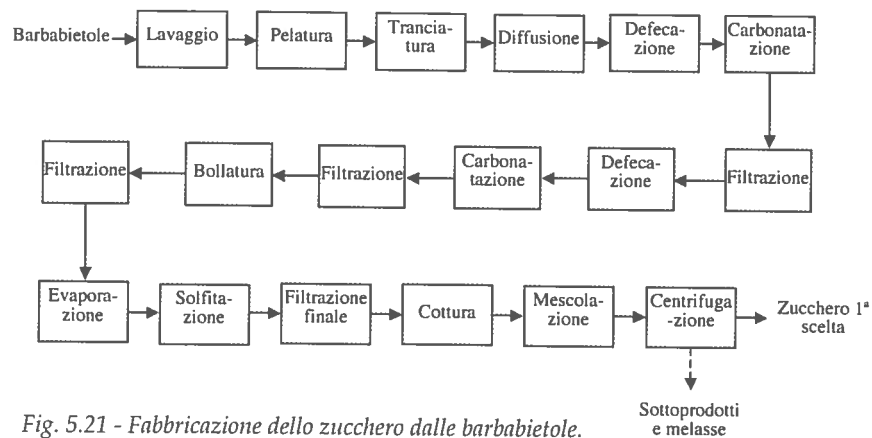 Barbabietole
Lavaggio
Pelatura
Trancia-
tura
Diffusione
Defeca-
zione
Carbonata-
zione
Filtrazione
Bollatura
Filtrazione
Carbona-
tazione
Defeca-
zione
Filtrazione
Evapora-
zione
Solfita-
zione
Filtrazione
finale
Cottura
Mescola-
zione
Centrifuga
-zione
Zucchero 1ª
scelta
Sottoprodotti
e melasse
Fig. 5.21 - Fabbricazione dello zucchero dalle barbabietole.